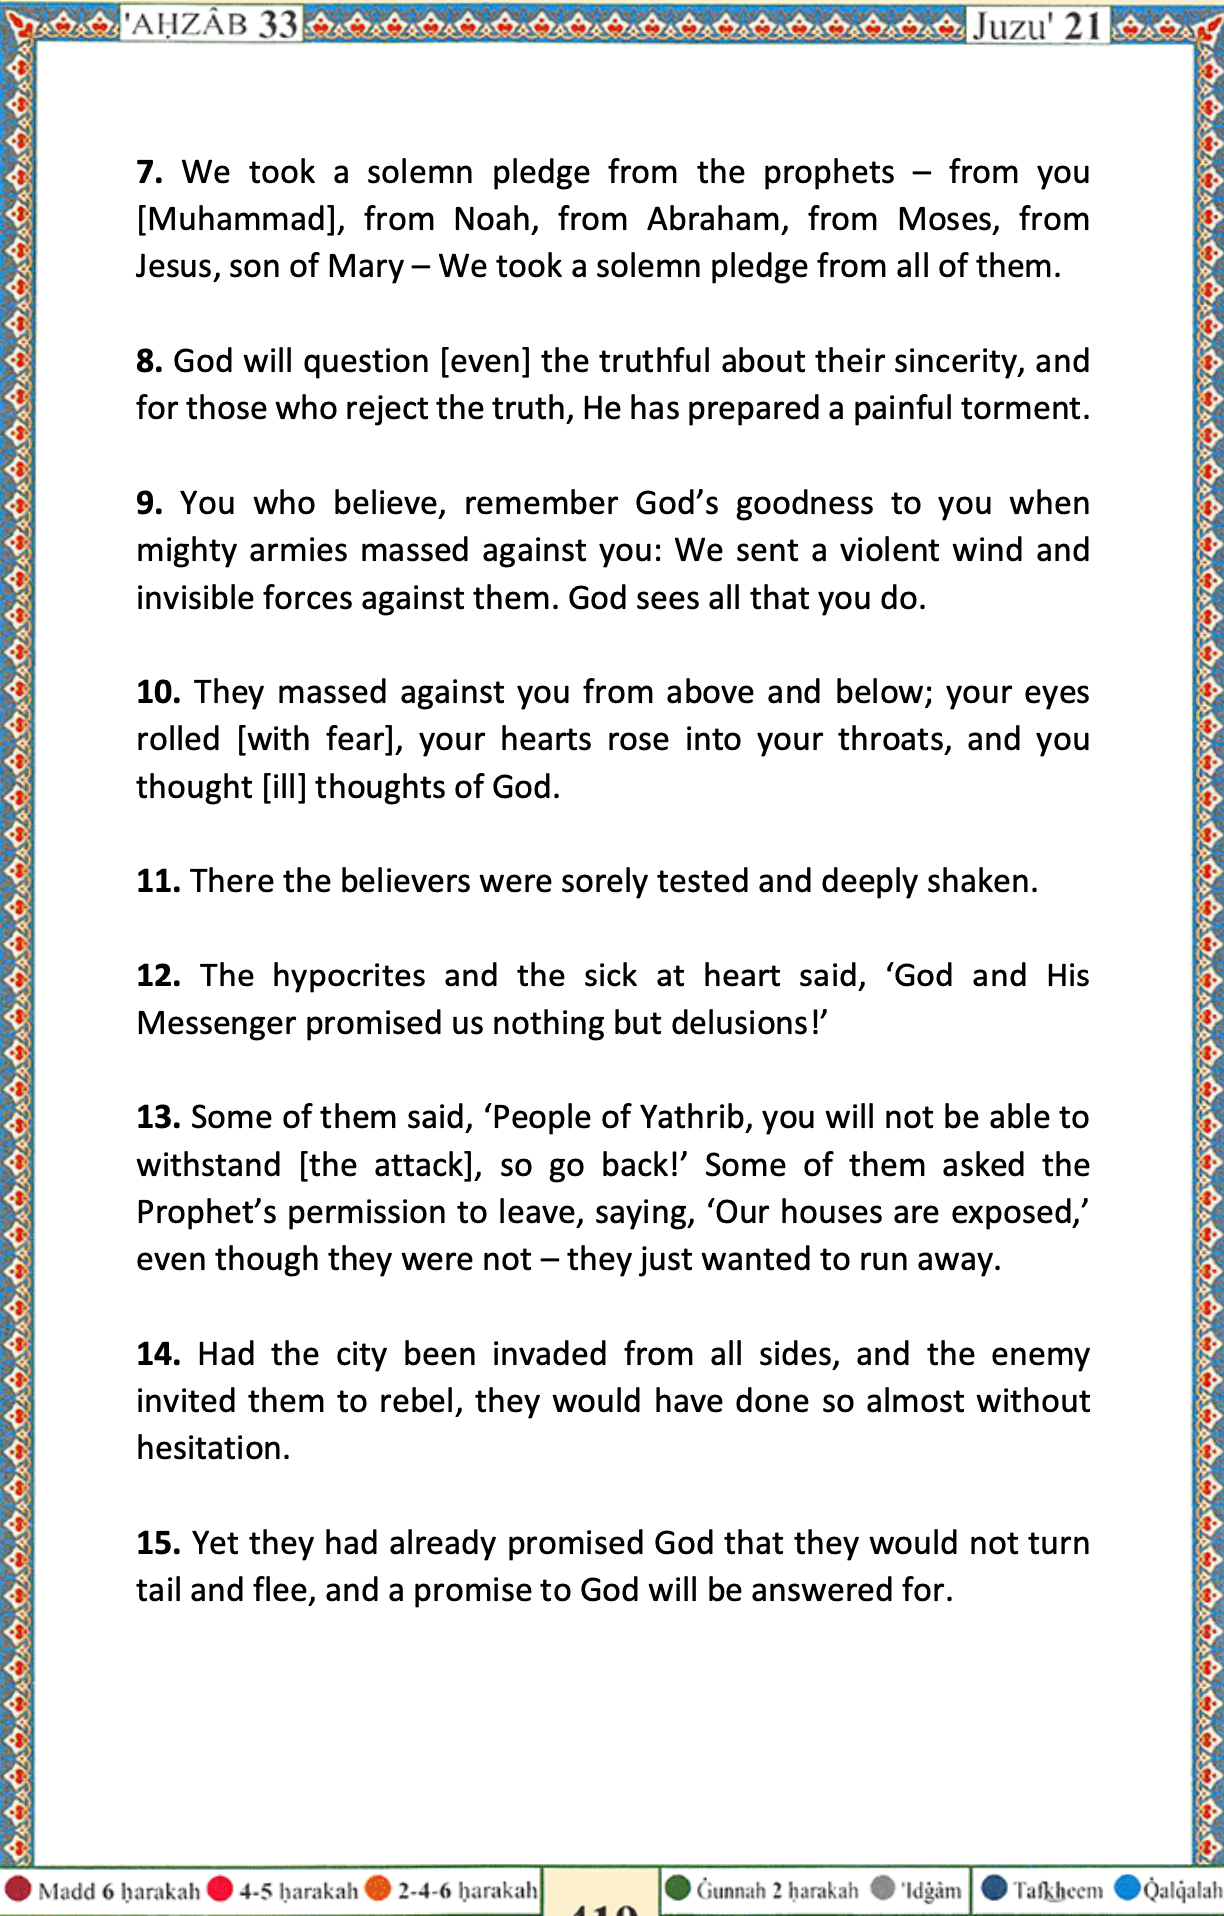 'AḤZÂB 33 Juzu' 21
7. We took a solemn pledge from the prophets – from you
[Muhammad], from Noah, from Abraham, from Moses, from
Jesus, son of Mary – We took a solemn pledge from all of them.
8. God will question [even] the truthful about their sincerity, and
for those who reject the truth, He has prepared a painful torment.
9. You who believe, remember God’s goodness to you when
mighty armies massed against you: We sent a violent wind and
invisible forces against them. God sees all that you do.
10. They massed against you from above and below; your eyes
rolled [with fear], your hearts rose into your throats, and you
thought [ill] thoughts of God.
11. There the believers were sorely tested and deeply shaken.
12. The hypocrites and the sick at heart said, ‘God and His
Messenger promised us nothing but delusions!’
13. Some of them said, ‘People of Yathrib, you will not be able to
withstand [the attack], so go back!’ Some of them asked the
Prophet’s permission to leave, saying, ‘Our houses are exposed,’
even though they were not – they just wanted to run away.
14. Had the city been invaded from all sides, and the enemy
invited them to rebel, they would have done so almost without
hesitation.
15. Yet they had already promised God that they would not turn
tail and flee, and a promise to God will be answered for.
Madd 6 ḥarakah 4-5 ḥarakah 2-4-6 ḥarakah Ġunnah 2 ḥarakah 'Idġâm Tafkheem Q̇alq̇alah